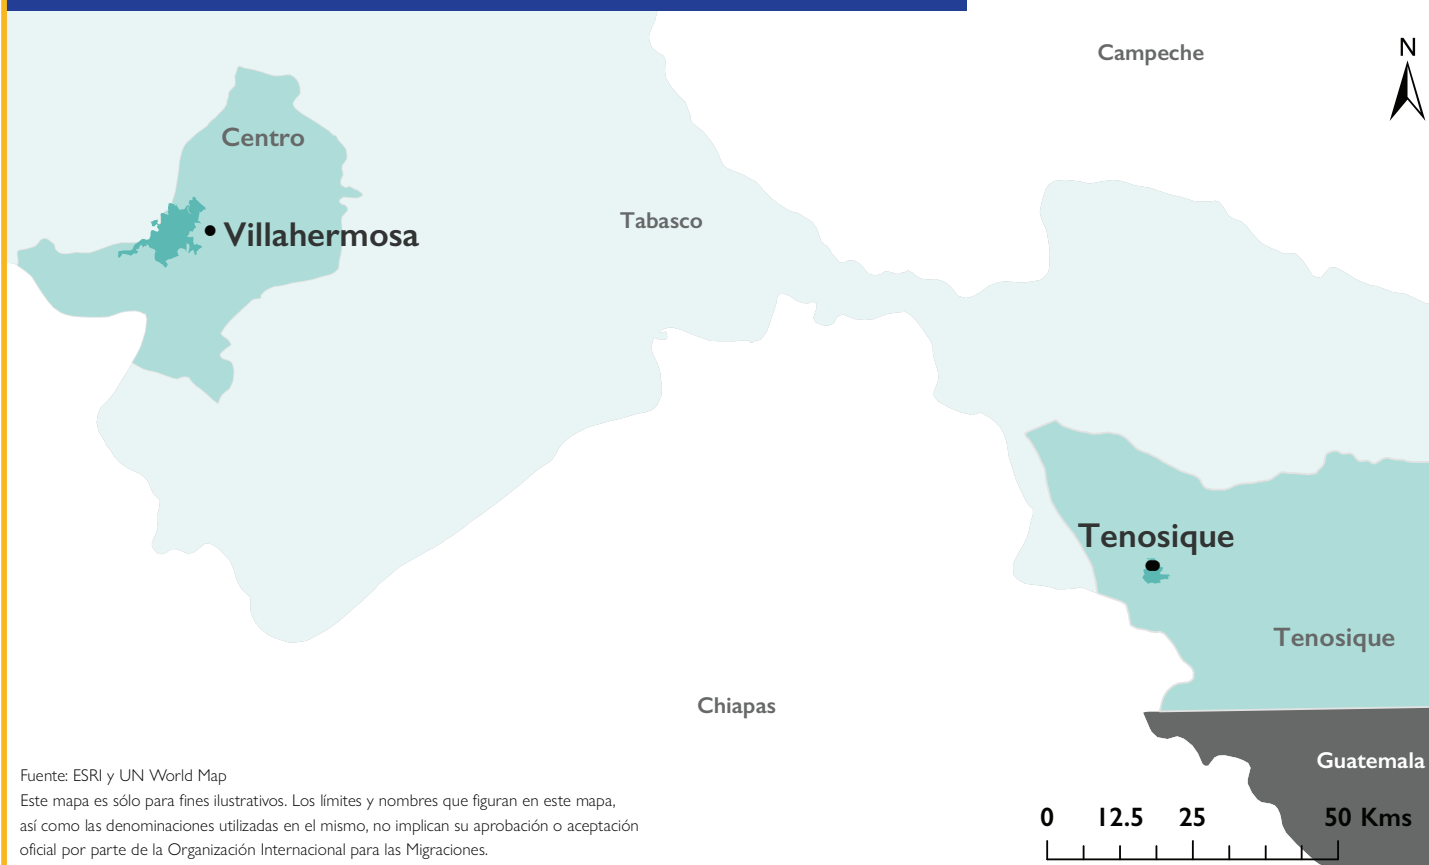 Campeche
N
Centro
Tabasco
Villahermosa
Tenosique
Tenosique
Chiapas
Guatemala
Fuente: ESRI y UN World Map
Este mapa es sólo para fines ilustrativos. Los límites y nombres que figuran en este mapa,
así como las denominaciones utilizadas en el mismo, no implican su aprobación o aceptación
oficial por parte de la Organización Internacional para las Migraciones.
0 12.5 25 50 Kms